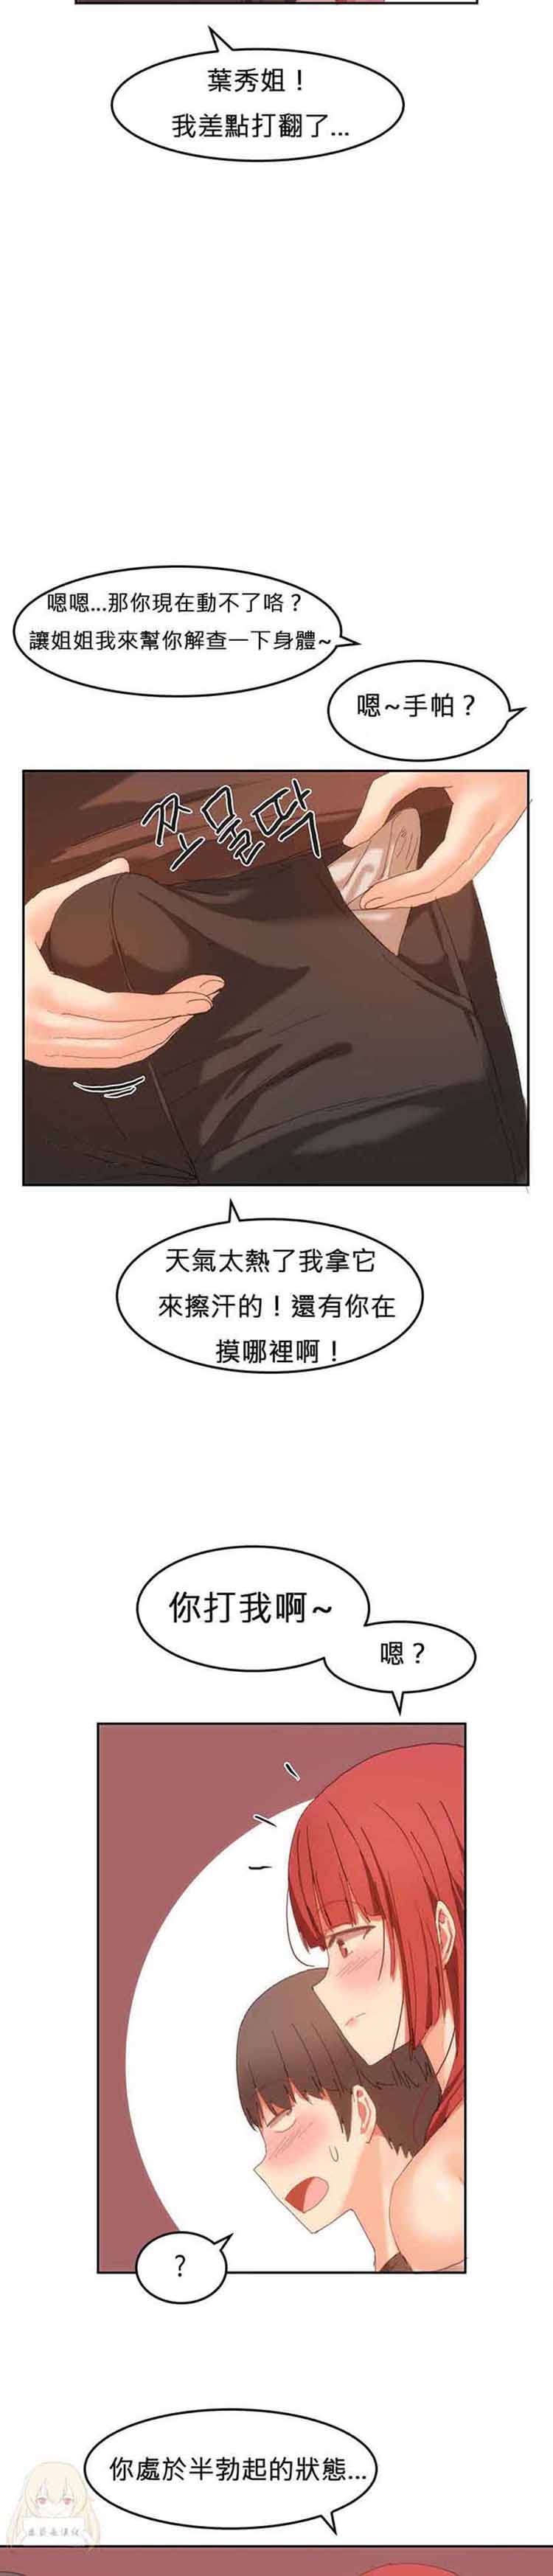 葉秀姐！
我差點打翻了...
嗯嗯...那你現在動不了咯？
讓姐姐我來幫你解查一下身體~
嗯~手帕？
조물딱
天氣太熱了我拿它
來擦汗的！還有你在
摸哪裡啊！
你打我啊~
嗯？
?
你處於半勃起的狀態...